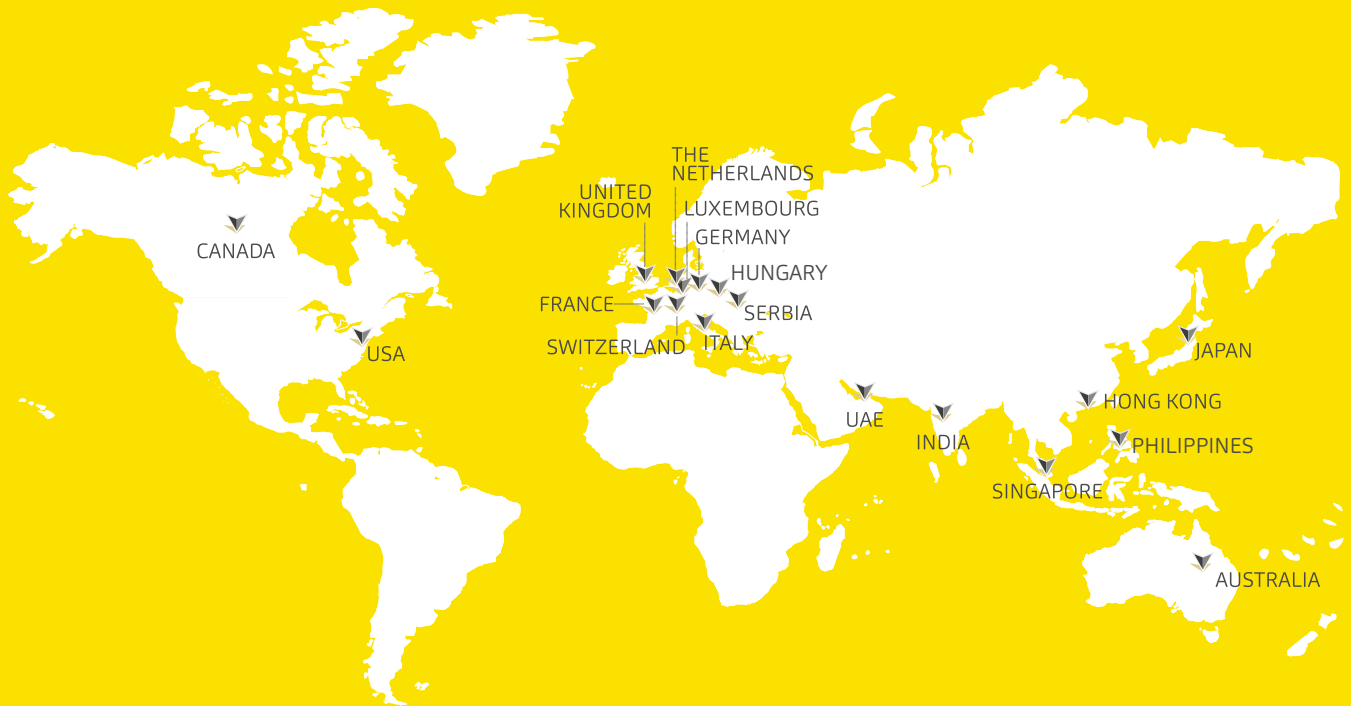 THE
NETHERLANDS
UNITED
KINGDOM
LUXEMBOURG
GERMANY
CANADA
HUNGARY
FRANCE
SERBIA
SWITZERLAND
ITALY
USA
JAPAN
HONG KONG
UAE
INDIA
PHILIPPINES
SINGAPORE
AUSTRALIA